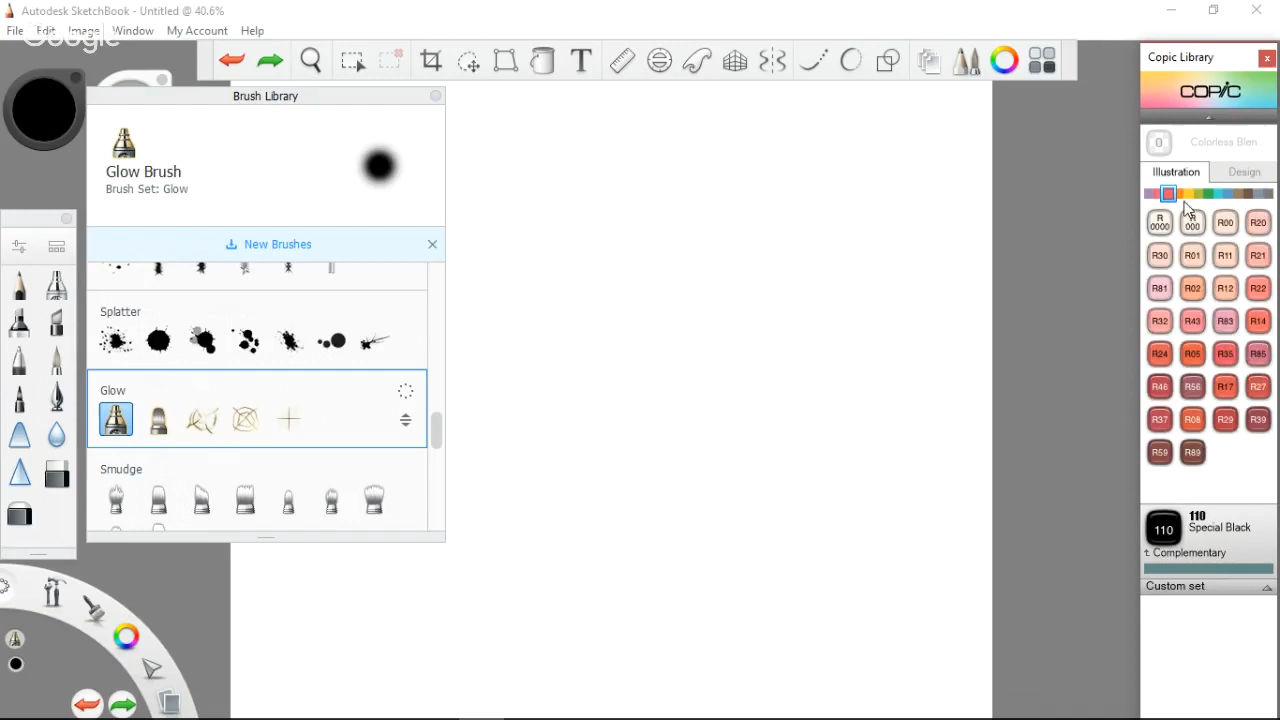 Autodesk SketchBook - Untitled @ 40.6%
File Edit Image Window My Account Help
Google
Brush Library
Glow Brush
Brush Set: Glow
New Brushes
Splatter
Glow
Smudge
Copic Library
COPIC
0 Colorless Blen .
Illustration Design
R0000 R000 R00 R20
R30 R01 R11 R21
R81 R02 R12 R22
R32 R43 R83 R14
R24 R05 R35 R85
R46 R56 R17 R27
R37 R08 R29 R39
R59 R89
110
110
Special Black
Complementary
Custom set